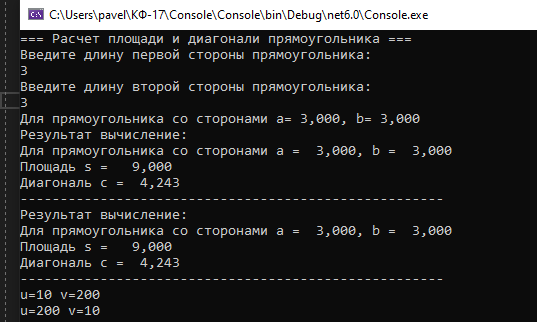 C:\Users\pavel\КФ-17\Console\Console\bin\Debug\net6.0\Console.exe
=== Расчет площади и диагонали прямоугольника ===
Введите длину первой стороны прямоугольника:
3
Введите длину второй стороны прямоугольника:
3
Для прямоугольника со сторонами a= 3,000, b= 3,000
Результат вычисление:
Для прямоугольника со сторонами a =  3,000, b =  3,000
Площадь s =   9,000
Диагональ c =  4,243
-----------------------------------------------------
Результат вычисление:
Для прямоугольника со сторонами a =  3,000, b =  3,000
Площадь s =   9,000
Диагональ c =  4,243
-----------------------------------------------------
u=10 v=200
u=200 v=10